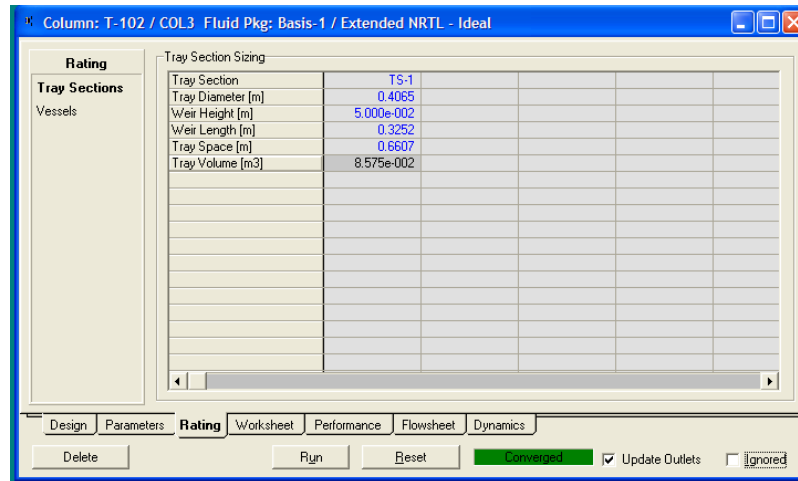 Column: T-102 / COL3 Fluid Pkg: Basis-1 / Extended NRTL - Ideal
Rating
Tray Sections
Vessels
Tray Section Sizing
Tray Section TS-1
Tray Diameter [m] 0.4065
Weir Height [m] 5.000e-002
Weir Length [m] 0.3252
Tray Space [m] 0.6607
Tray Volume [m3] 8.575e-002
Design Parameters Rating Worksheet Performance Flowsheet Dynamics
Delete Run Reset Converged Update Outlets Ignored